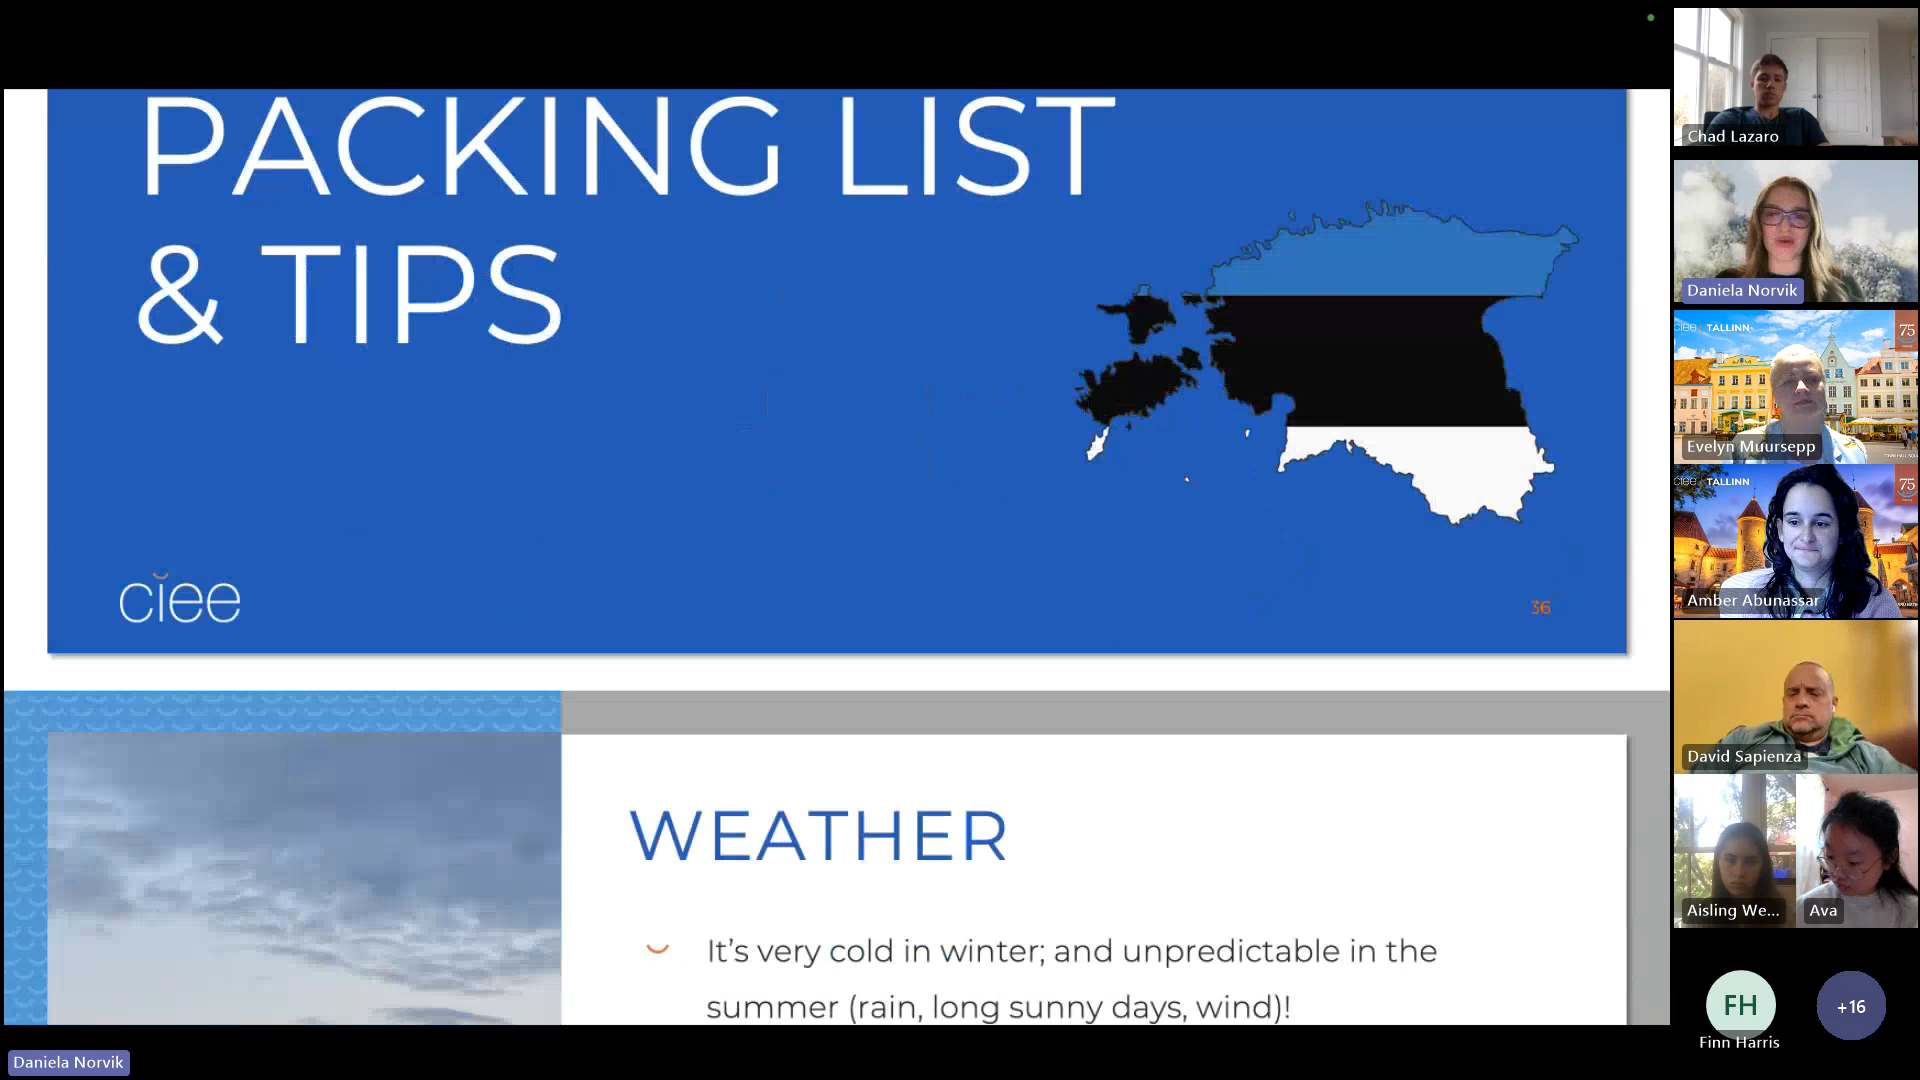 PACKING LIST
& TIPS
ciee
36
WEATHER
It's very cold in winter; and unpredictable in the
summer (rain, long sunny days, wind)!
Daniela Norvik
Chad Lazaro
Daniela Norvik
ciee TALLINN
75
Evelyn Muursepp
ciee TALLINN
75
Amber Abunassar
David Sapienza
Aisling We...
Ava
FH
Finn Harris
+16